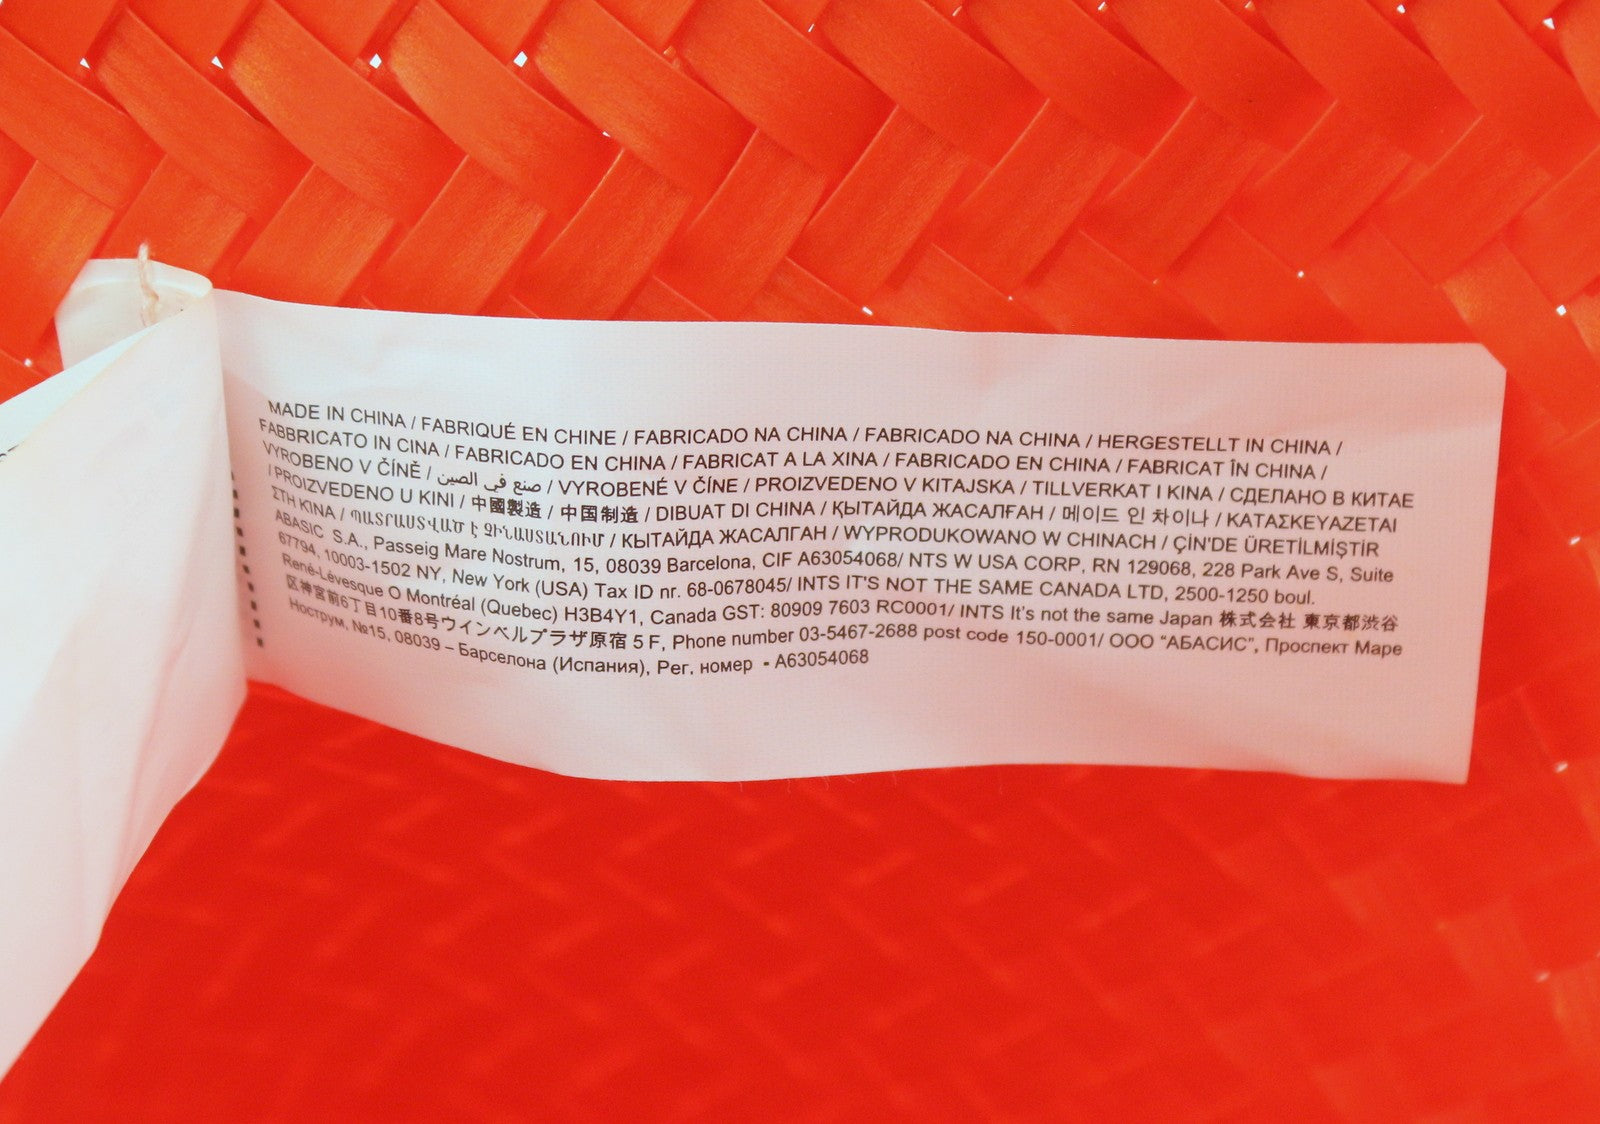 MADE IN CHINA / FABRIQUÉ EN CHINE / FABRICADO NA CHINA / FABRICADO NA CHINA / HERGESTELLT IN CHINA /
FABBRICATO IN CINA / FABRICADO EN CHINA / FABRICAT A LA XINA / FABRICADO EN CHINA / FABRICAT ÎN CHINA /
VYROBENO V ČÍNĚ / صنع في الصين / VYROBENÉ V ČÍNE / PROIZVEDENO V KITAJSKA / TILLVERKAT I KINA / СДЕЛАНО В КИТАЕ
/ PROIZVEDENO U KINI / 中國製造 / 中国制造 / DIBUAT DI CHINA / ҚЫТАЙДА ЖАСАЛҒАН / 메이드 인 차이나 / ΚΑΤΑΣΚΕΥΑΖΕΤΑΙ
ΣΤΗ ΚΙΝΑ / ՊԱՏՐԱՍՏՎԱԾ Է ՉԻՆԱՍՏԱՆՈՒՄ / КЫТАЙДА ЖАСАЛГАН / WYPRODUKOWANO W CHINACH / ÇİN'DE ÜRETİLMİŞTİR
ABASIC S.A., Passeig Mare Nostrum, 15, 08039 Barcelona, CIF A63054068/ NTS W USA CORP, RN 129068, 228 Park Ave S, Suite
67794, 10003-1502 NY, New York (USA) Tax ID nr. 68-0678045/ INTS IT'S NOT THE SAME CANADA LTD, 2500-1250 boul.
René-Lévesque O Montréal (Quebec) H3B4Y1, Canada GST: 80909 7603 RC0001/ INTS It's not the same Japan 株式会社 東京都渋谷
区神宮前6丁目10番8号ウインベルプラザ原宿 5 F, Phone number 03-5467-2688 post code 150-0001/ ООО "АБАСИС", Проспект Маре
Нострум, №15, 08039 – Барселона (Испания), Рег. номер - A63054068